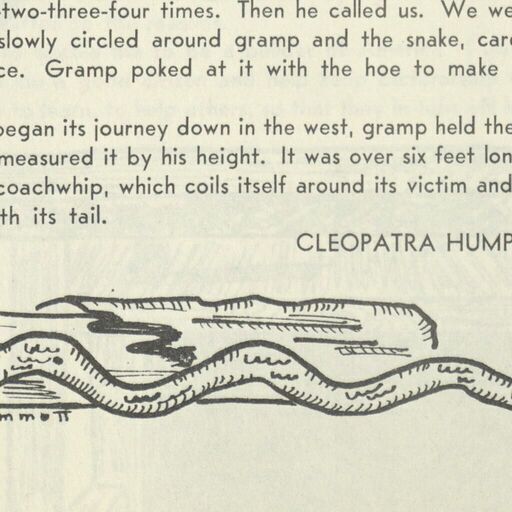 -two-three-four times. Then he called us. We we
slowly circled around gramp and the snake, care
ce. Gramp poked at it with the hoe to make
began its journey down in the west, gramp held the
measured it by his height. It was over six feet lon
coachwhip, which coils itself around its victim and
th its tail.
CLEOPATRA HUMP
mmott